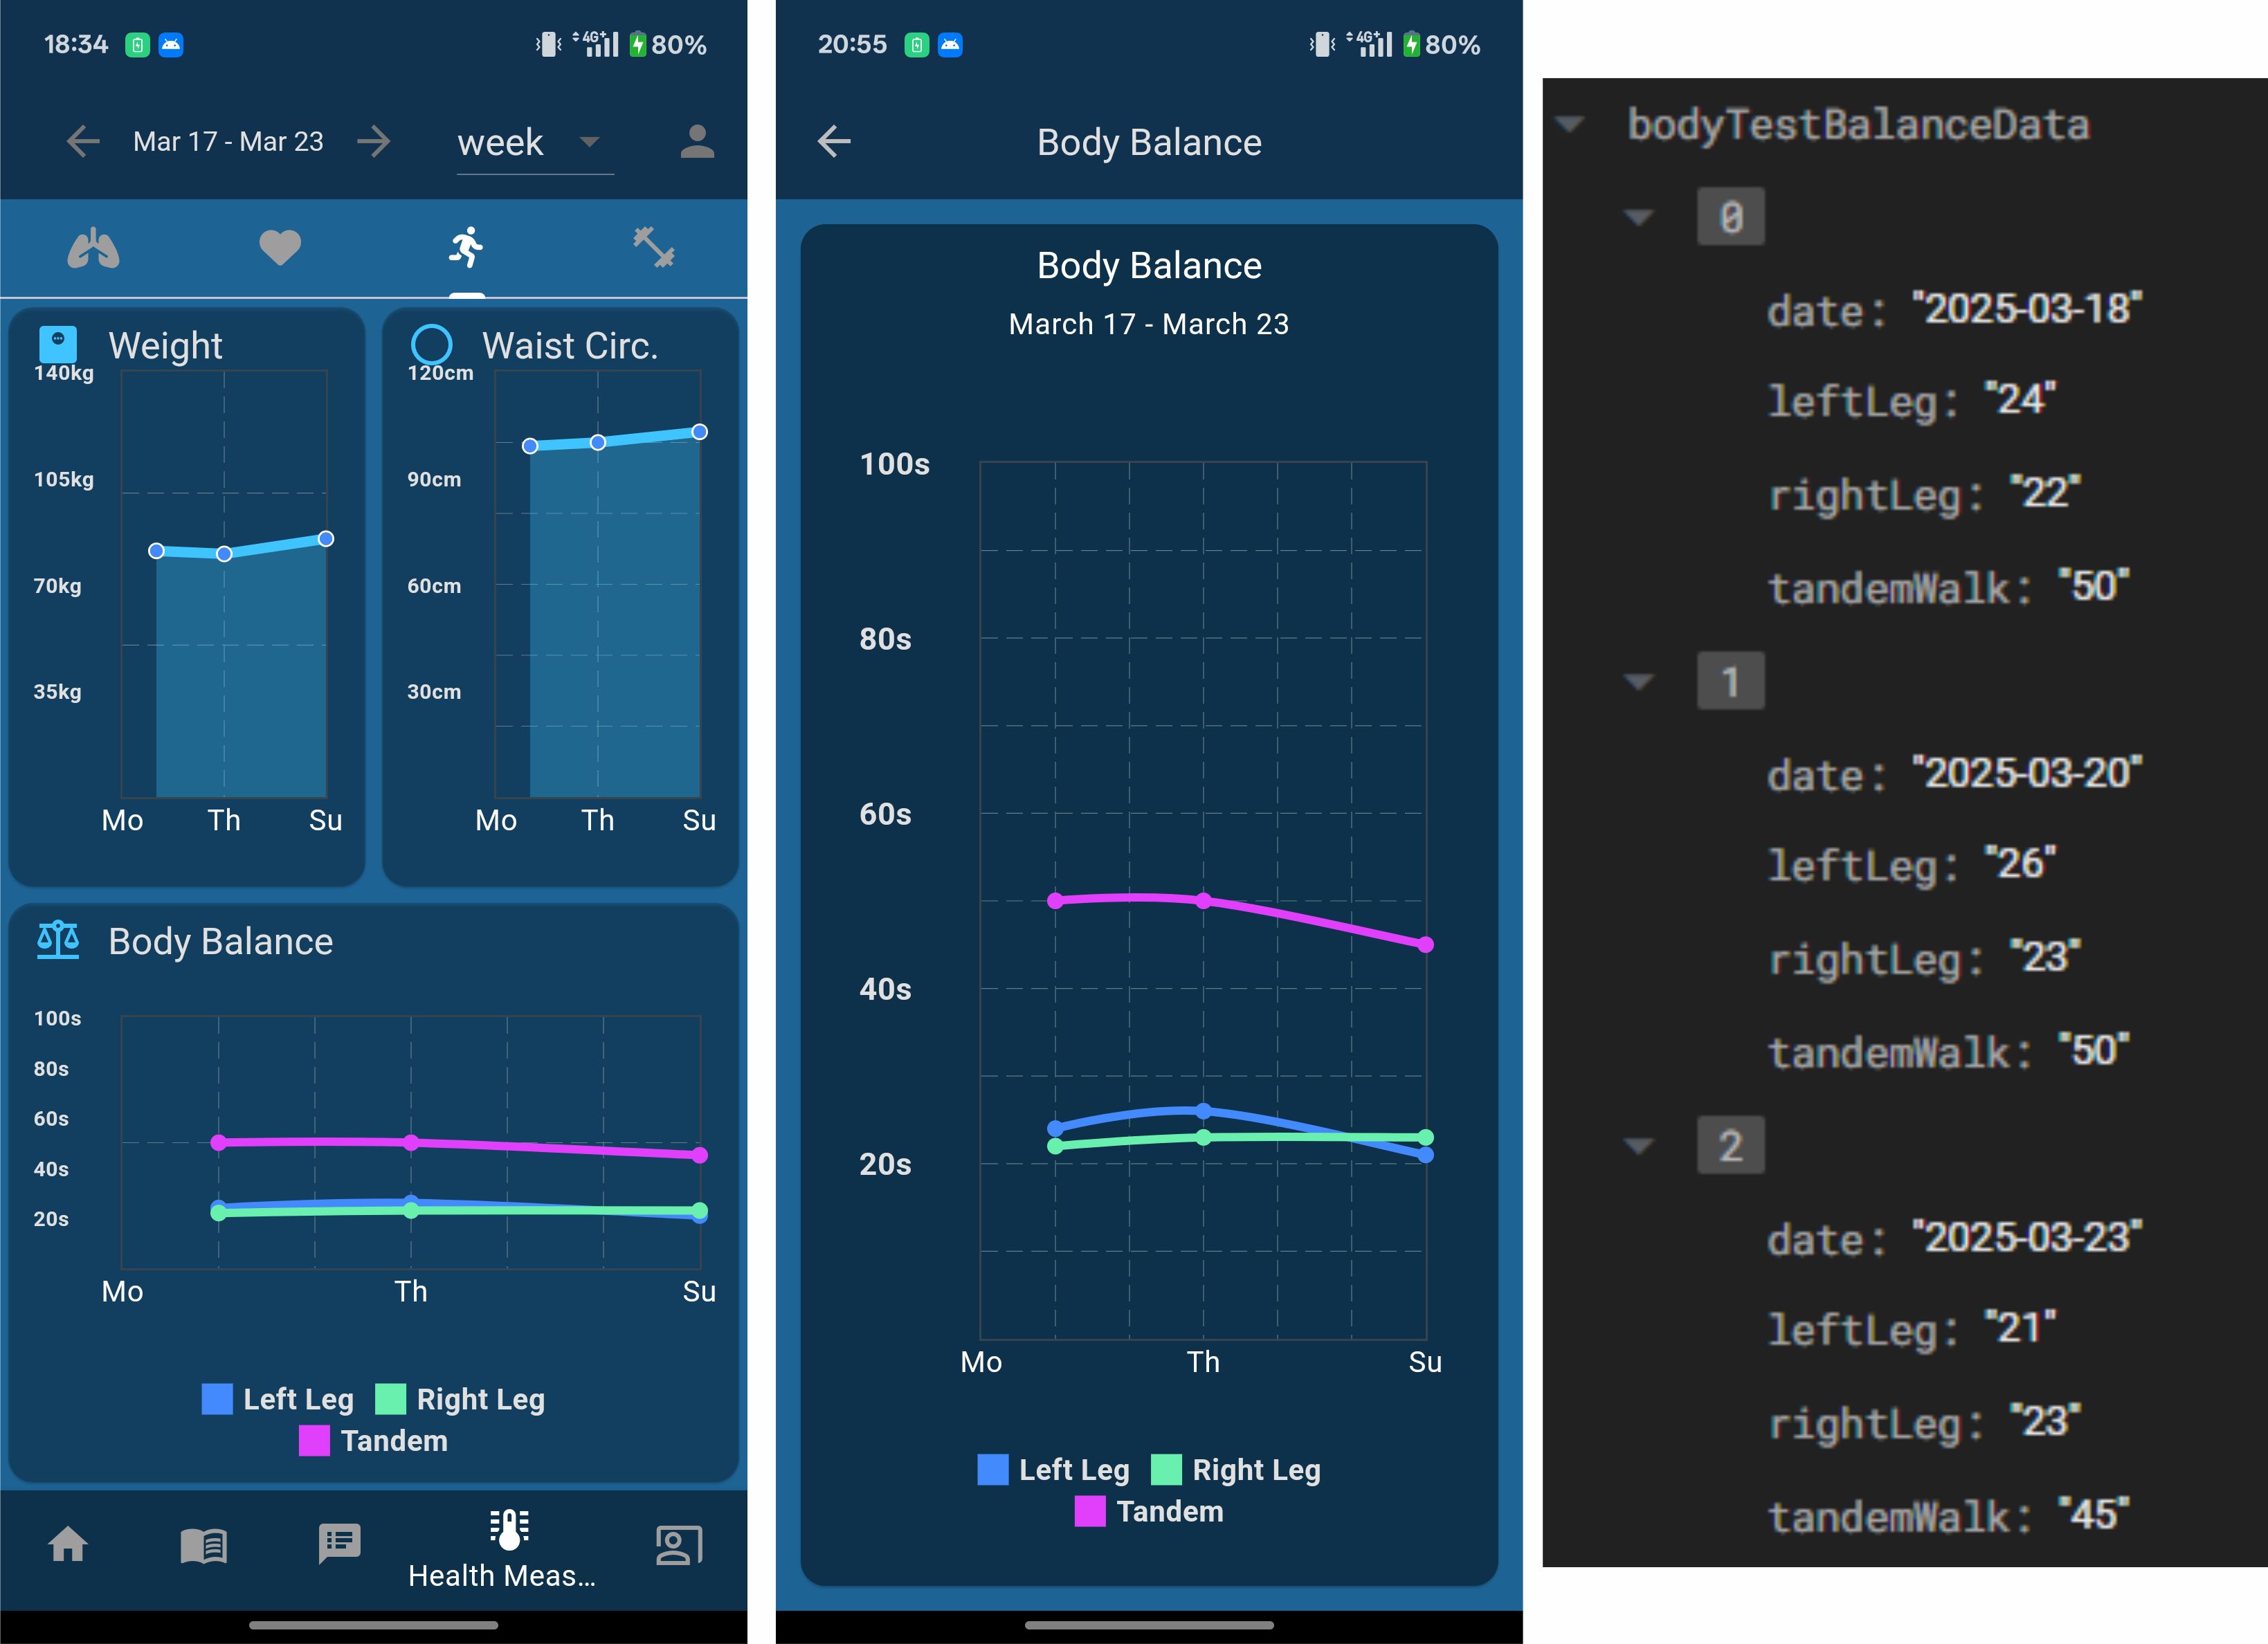 18:34
4G+
80%
Mar 17 - Mar 23
week
Weight
140kg
105kg
70kg
35kg
Mo Th Su
Waist Circ.
120cm
90cm
60cm
30cm
Mo Th Su
Body Balance
100s
80s
60s
40s
20s
Mo Th Su
Left Leg Right Leg
Tandem
Health Meas...
20:55
4G+
80%
Body Balance
Body Balance
March 17 - March 23
100s
80s
60s
40s
20s
Mo Th Su
Left Leg Right Leg
Tandem
bodyTestBalanceData
0
date: "2025-03-18"
leftLeg: "24"
rightLeg: "22"
tandemWalk: "50"
1
date: "2025-03-20"
leftLeg: "26"
rightLeg: "23"
tandemWalk: "50"
2
date: "2025-03-23"
leftLeg: "21"
rightLeg: "23"
tandemWalk: "45"